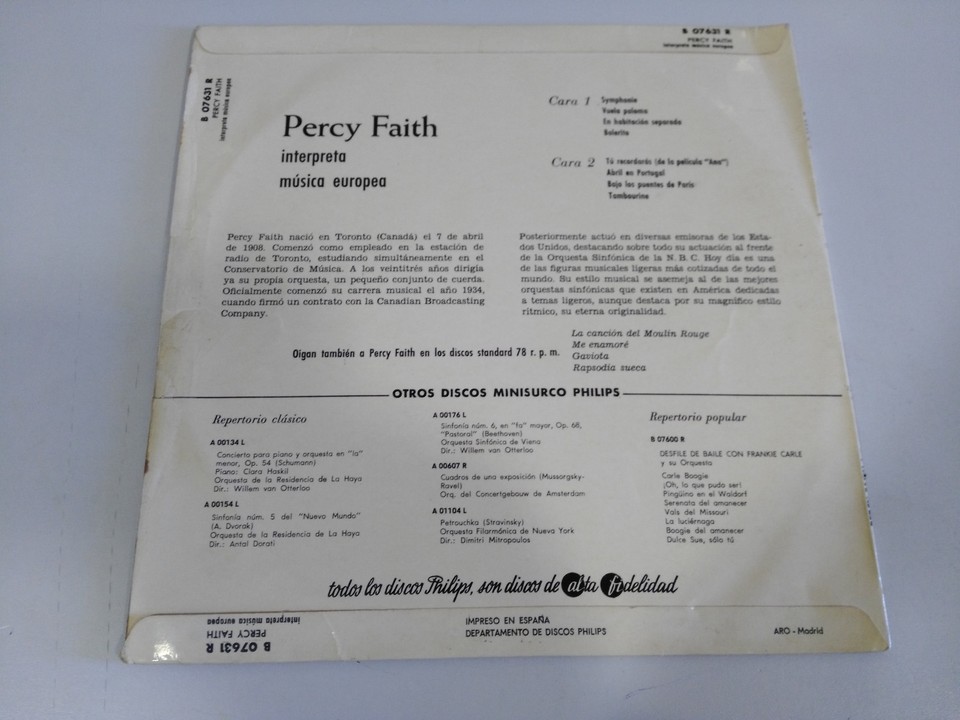 B 07631 R
PERCY FAITH
interpreta música europea
B 07631 R
PERCY FAITH
interpreta música europea
Percy Faith
interpreta
música europea
Cara 1
Symphonie
Vuela paloma
En habitación separada
Bolerito
Cara 2
Tú recordarás (de la película "Ana")
Abril en Portugal
Bajo los puentes de París
Tambourine
Percy Faith nació en Toronto (Canadá) el 7 de abril
de 1908. Comenzó como empleado en la estación de
radio de Toronto, estudiando simultáneamente en el
Conservatorio de Música. A los veintitrés años dirigía
ya su propia orquesta, un pequeño conjunto de cuerda.
Oficialmente comenzó su carrera musical el año 1934,
cuando firmó un contrato con la Canadian Broadcasting
Company.
Posteriormente actuó en diversas emisoras de los Esta-
dos Unidos, destacando sobre todo su actuación al frente
de la Orquesta Sinfónica de la N. B. C. Hoy día es una
de las figuras musicales ligeras más cotizadas de todo el
mundo. Su estilo musical se asemeja al de las mejores
orquestas sinfónicas que existen en América dedicadas
a temas ligeros, aunque destaca por su magnífico estilo
rítmico, su eterna originalidad.
Oigan también a Percy Faith en los discos standard 78 r. p. m.
La canción del Moulin Rouge
Me enamoré
Gaviota
Rapsodia sueca
OTROS DISCOS MINISURCO PHILIPS
Repertorio clásico
A 00134 L
Concierto para piano y orquesta en "la"
menor, Op. 54 (Schumann)
Piano: Clara Haskil
Orquesta de la Residencia de La Haya
Dir.: Willem van Otterloo
A 00154 L
Sinfonía núm. 5 del "Nuevo Mundo"
(A. Dvorak)
Orquesta de la Residencia de La Haya
Dir.: Antal Dorati
A 00176 L
Sinfonía núm. 6, en "fa" mayor, Op. 68,
"Pastoral" (Beethoven)
Orquesta Sinfónica de Viena
Dir.: Willem van Otterloo
A 00607 R
Cuadros de una exposición (Mussorgsky-
Ravel)
Orq. del Concertgebouw de Amsterdam
A 01104 L
Petrouchka (Stravinsky)
Orquesta Filarmónica de Nueva York
Dir.: Dimitri Mitropoulos
Repertorio popular
B 07600 R
DESFILE DE BAILE CON FRANKIE CARLE
y su Orquesta
Carle Boogie
¡Oh, lo que pudo ser!
Pingüino en el Waldorf
Serenata del amanecer
Vals del Missouri
La luciérnaga
Boogie del amanecer
Dulce Sue, sólo tú
todos los discos Philips, son discos de alta fidelidad
B 07631 R
PERCY FAITH
interpreta música europea
IMPRESO EN ESPAÑA
DEPARTAMENTO DE DISCOS PHILIPS
ARO - Madrid